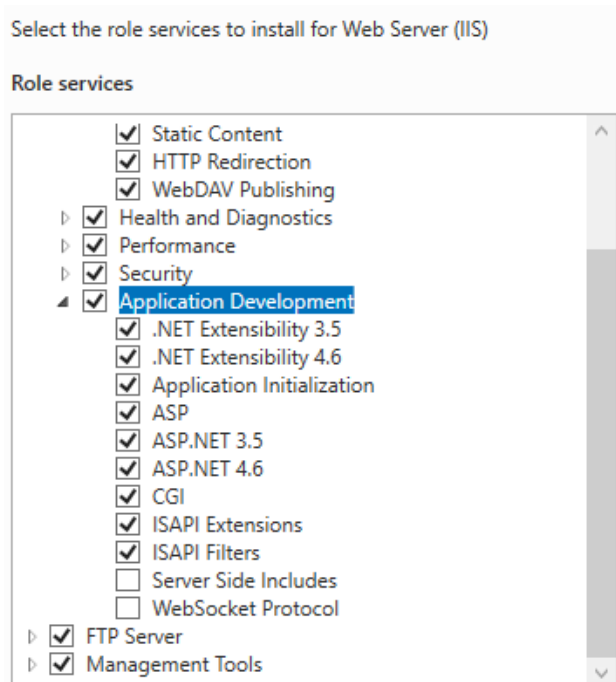 Select the role services to install for Web Server (IIS)
Role services
Static Content
HTTP Redirection
WebDAV Publishing
Health and Diagnostics
Performance
Security
Application Development
.NET Extensibility 3.5
.NET Extensibility 4.6
Application Initialization
ASP
ASP.NET 3.5
ASP.NET 4.6
CGI
ISAPI Extensions
ISAPI Filters
Server Side Includes
WebSocket Protocol
FTP Server
Management Tools